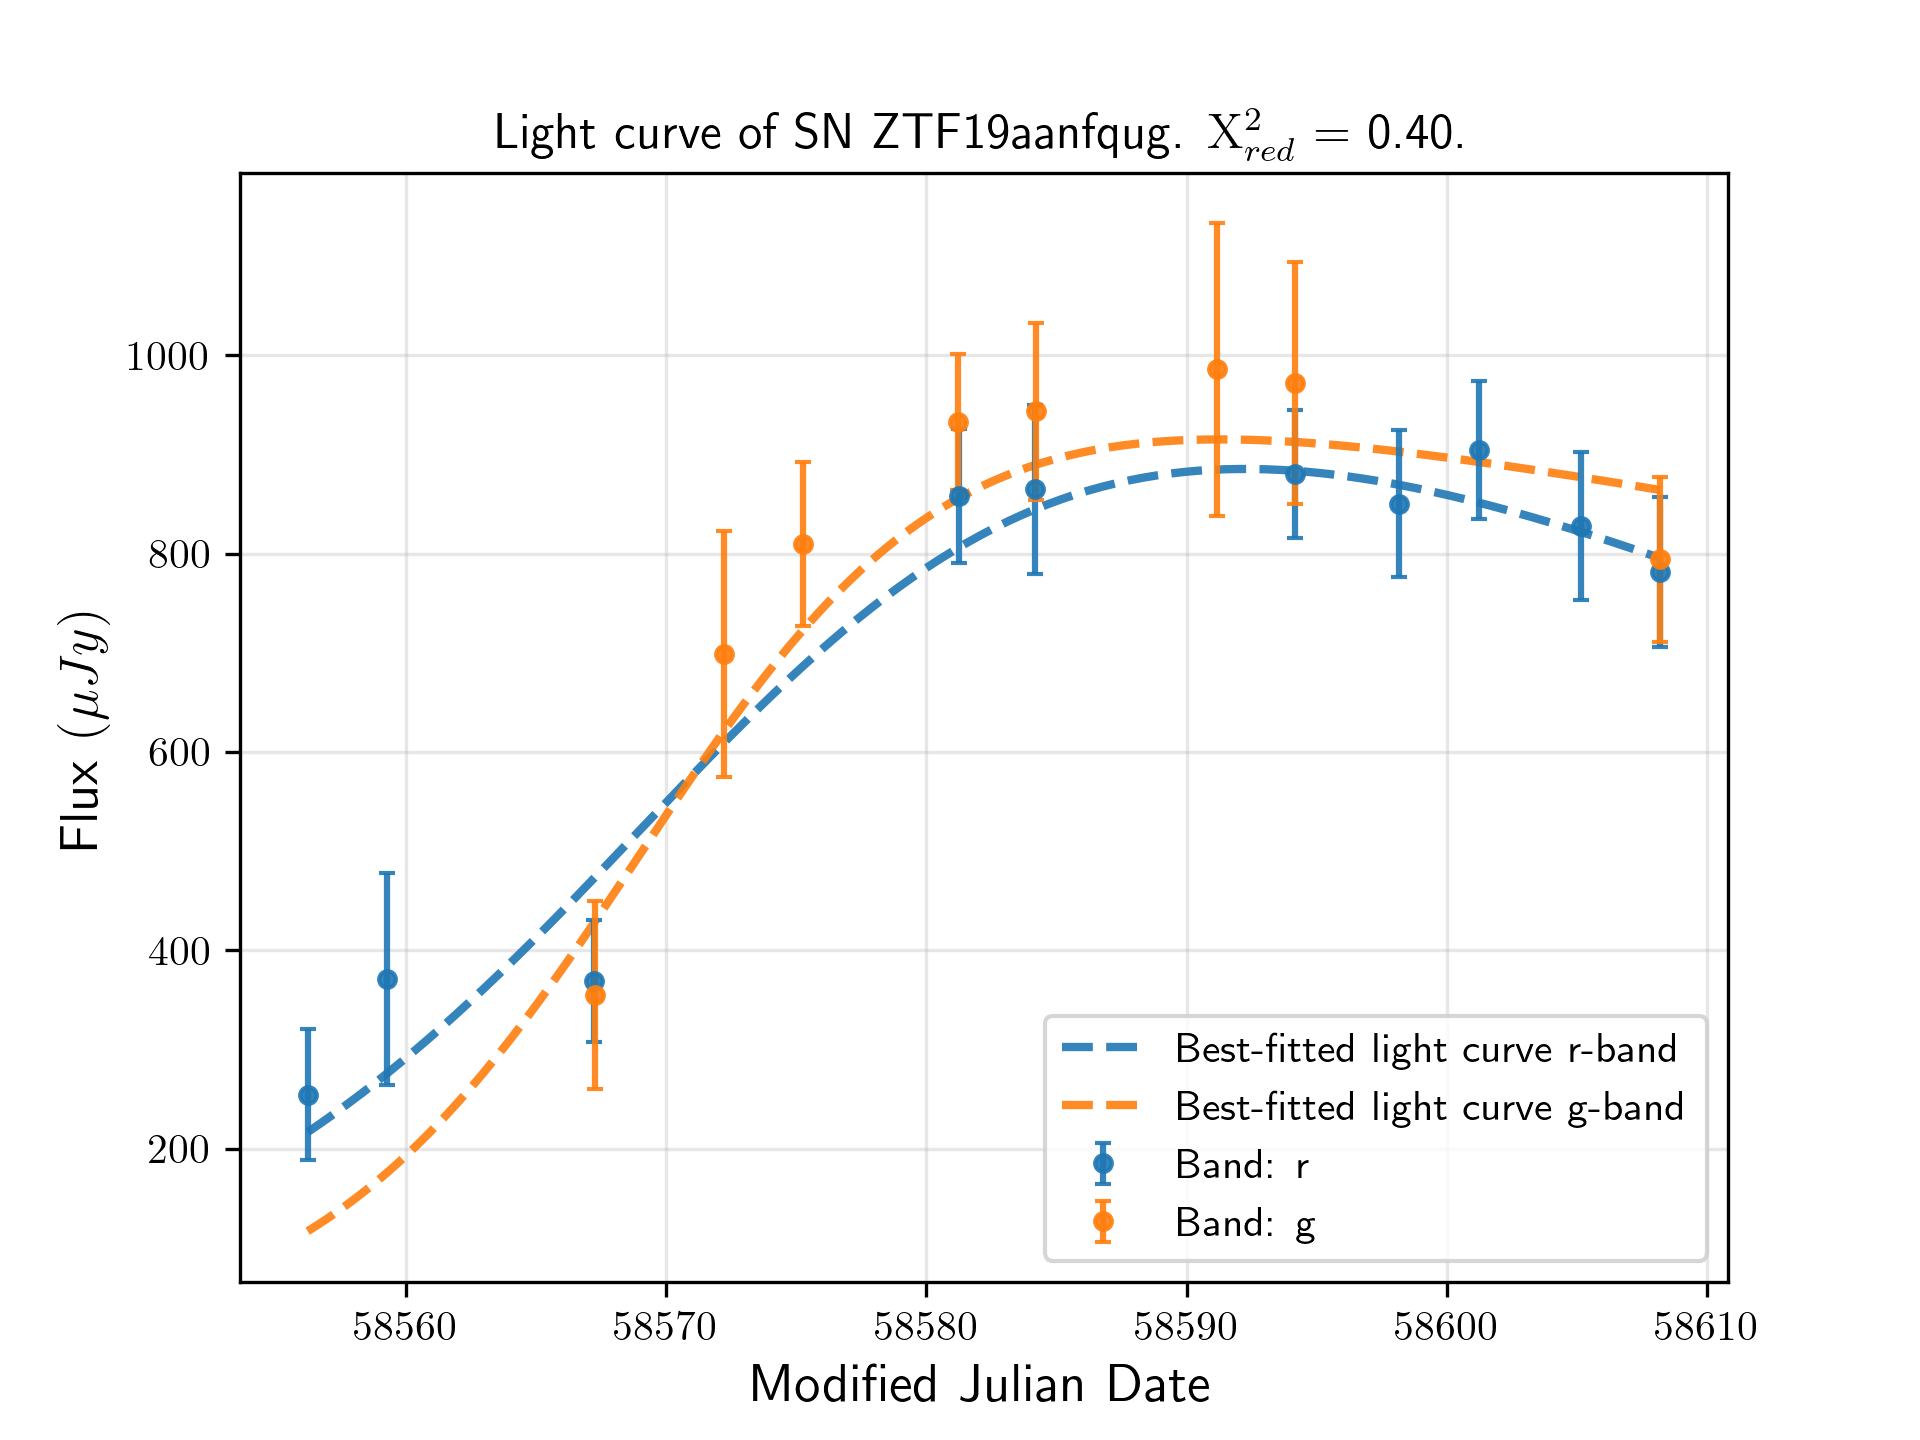 Light curve of SN ZTF19aanfqug. X²_red = 0.40.
Flux (μJy)
1000
800
600
400
200
Best-fitted light curve r-band
Best-fitted light curve g-band
Band: r
Band: g
58560 58570 58580 58590 58600 58610
Modified Julian Date